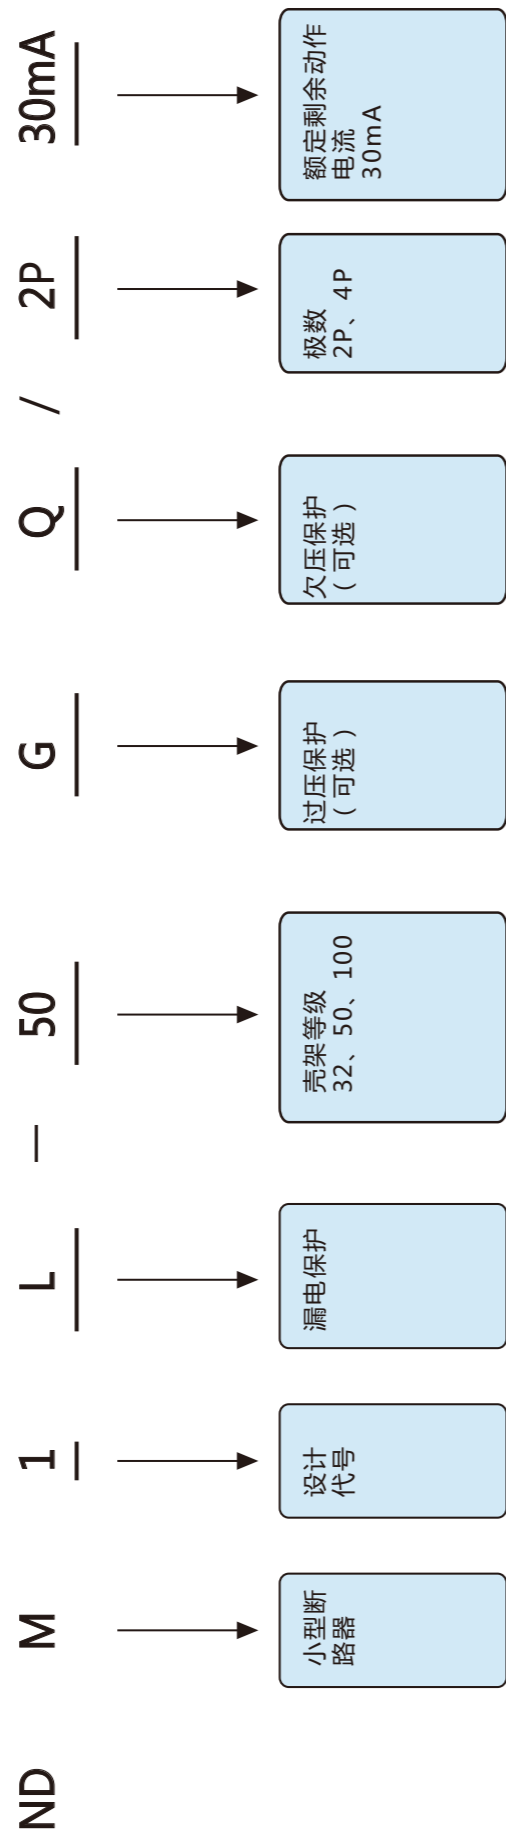 ND M 1 L — 50 G Q / 2P 30mA
小型断
路器
设计
代号
漏电保护
壳架等级
32、50、100
过压保护
（可选）
欠压保护
（可选）
极数
2P、4P
额定剩余动作
电流
30mA